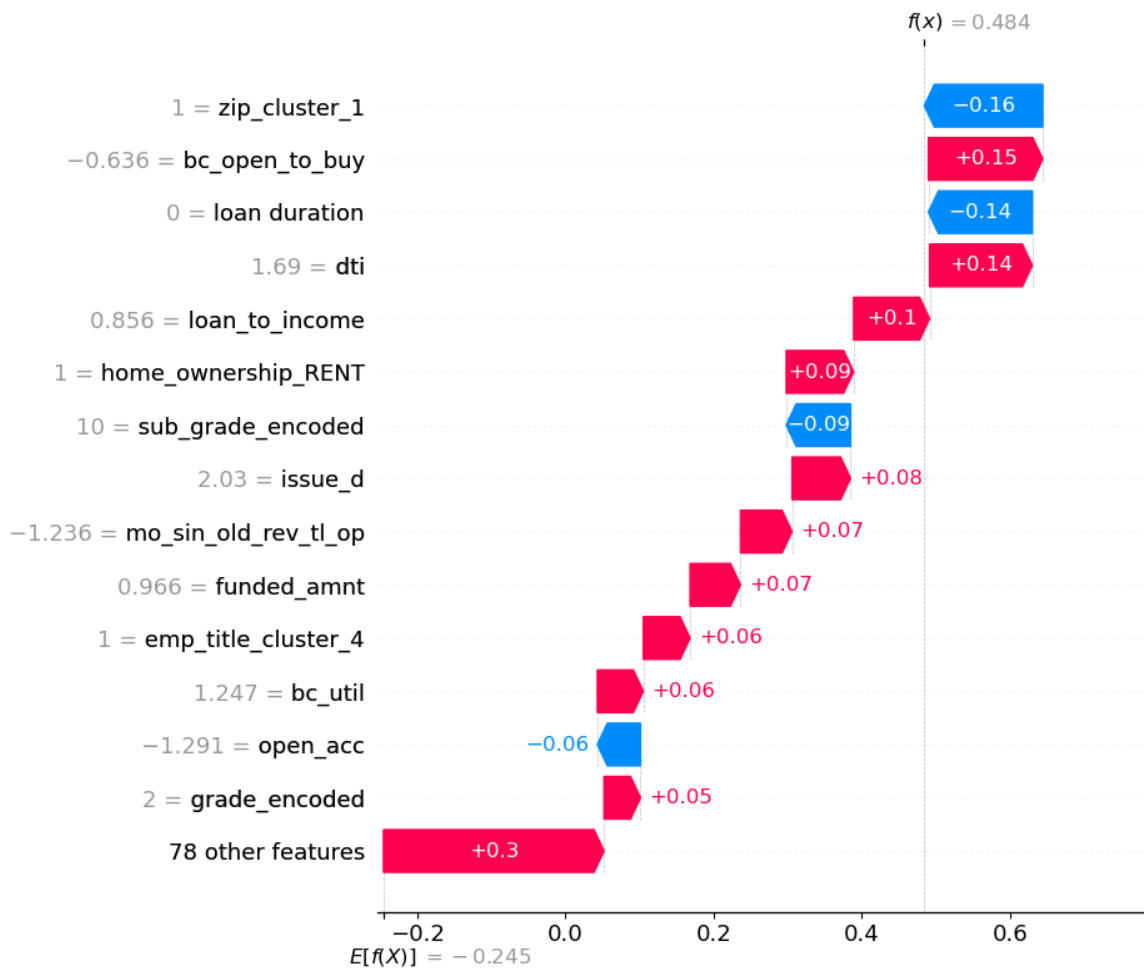 f(x) = 0.484
1 = zip_cluster_1 −0.16
−0.636 = bc_open_to_buy +0.15
0 = loan duration −0.14
1.69 = dti +0.14
0.856 = loan_to_income +0.1
1 = home_ownership_RENT +0.09
10 = sub_grade_encoded −0.09
2.03 = issue_d +0.08
−1.236 = mo_sin_old_rev_tl_op +0.07
0.966 = funded_amnt +0.07
1 = emp_title_cluster_4 +0.06
1.247 = bc_util +0.06
−1.291 = open_acc −0.06
2 = grade_encoded +0.05
78 other features +0.3
−0.2 0.0 0.2 0.4 0.6
E[f(X)] = −0.245